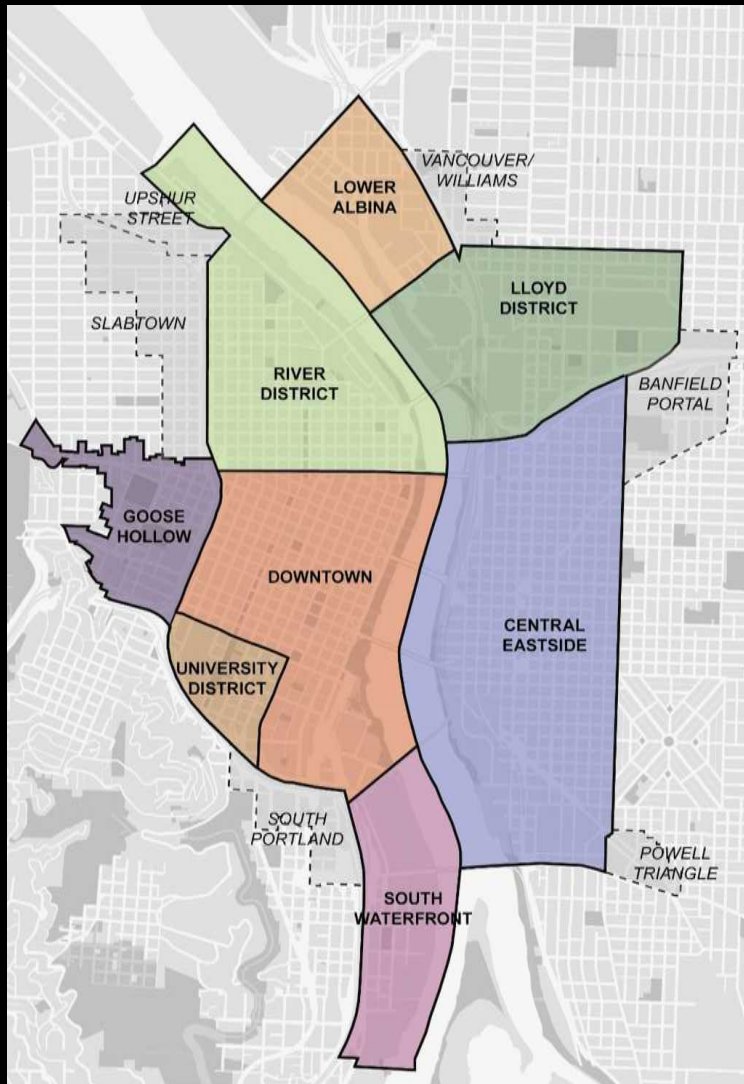 VANCOUVER/
WILLIAMS
LOWER
ALBINA
UPSHUR
STREET
LLOYD
DISTRICT
SLABTOWN
RIVER
DISTRICT
BANFIELD
PORTAL
GOOSE
HOLLOW
DOWNTOWN
CENTRAL
EASTSIDE
UNIVERSITY
DISTRICT
SOUTH
PORTLAND
POWELL
TRIANGLE
SOUTH
WATERFRONT